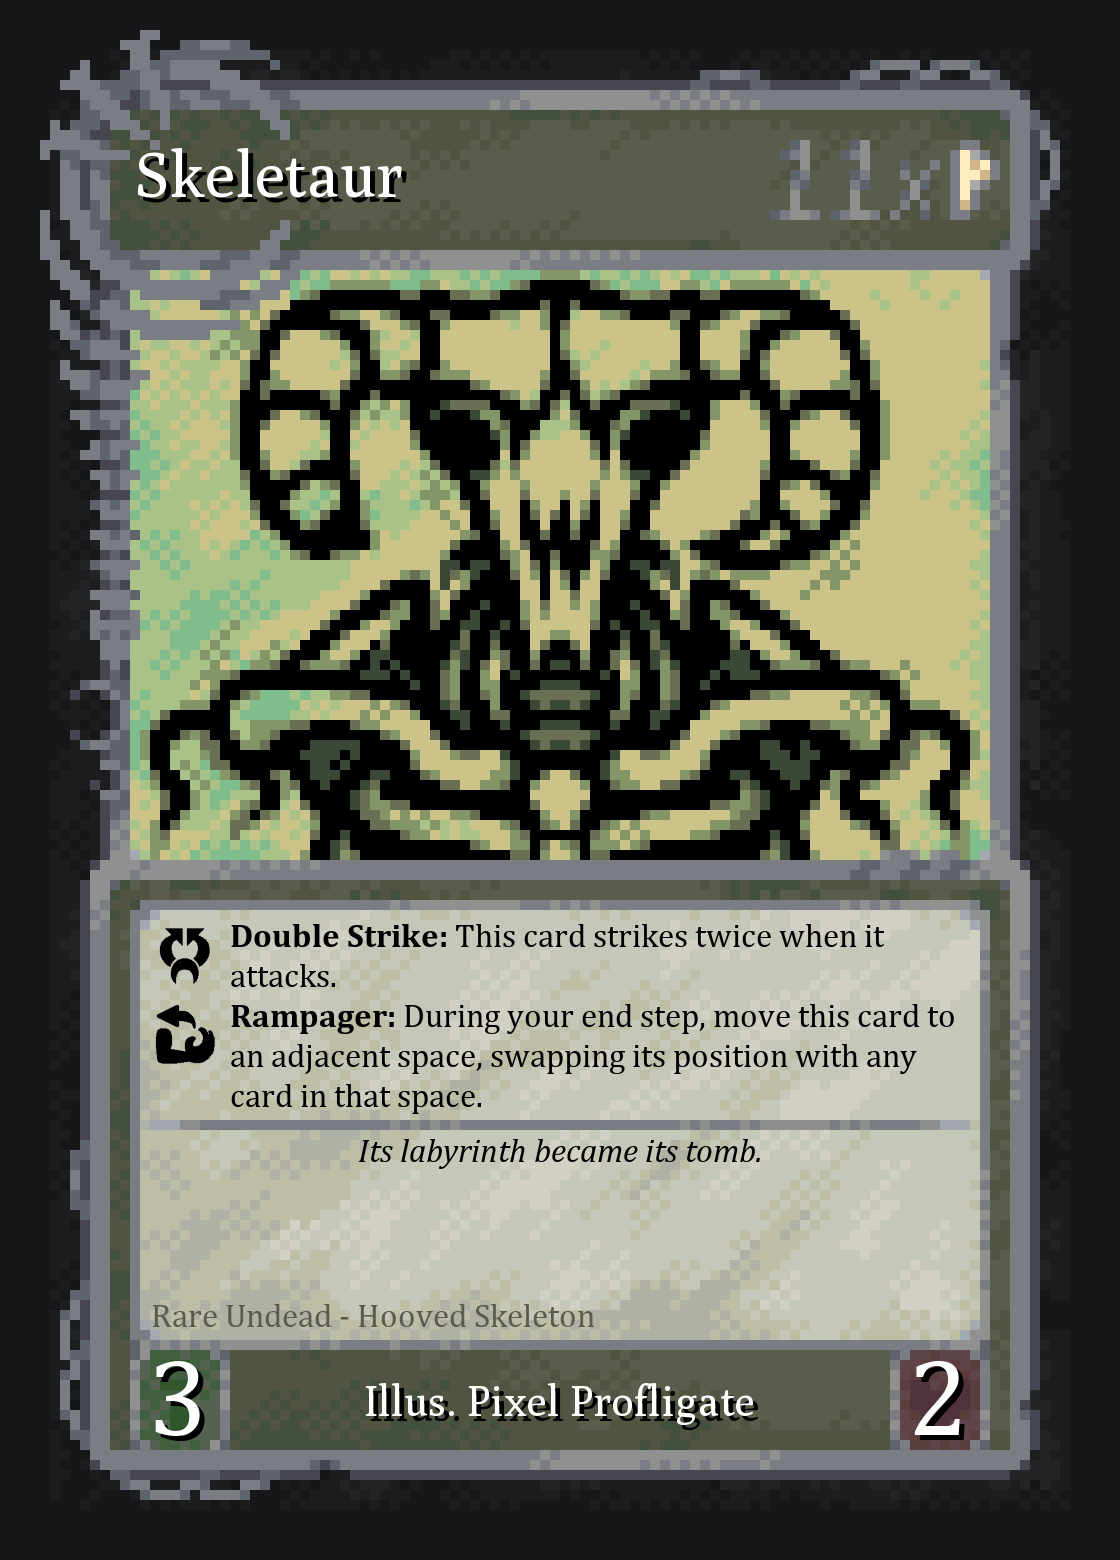 Skeletaur
11x
Double Strike: This card strikes twice when it
attacks.
Rampager: During your end step, move this card to
an adjacent space, swapping its position with any
card in that space.
Its labyrinth became its tomb.
Rare Undead - Hooved Skeleton
3
Illus. Pixel Profligate
2